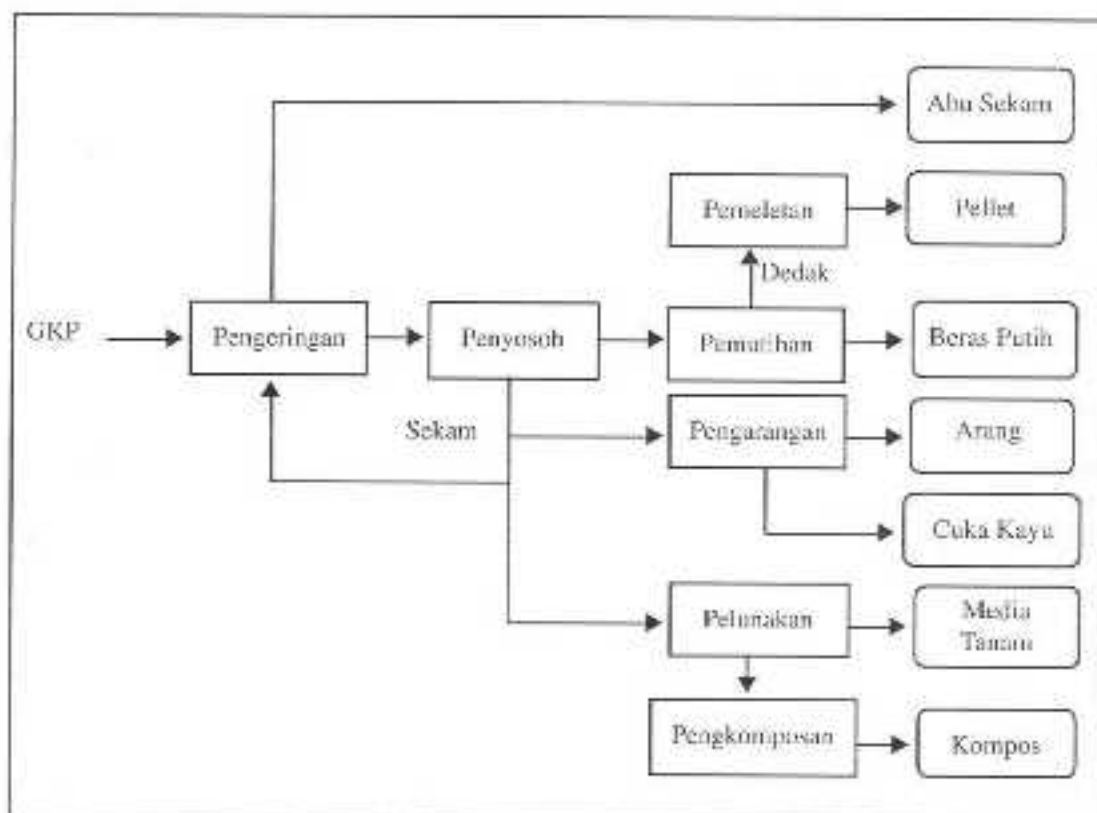 Abu Sekam
Pemeletan
Pellet
Dedak
GKP
Pengeringan
Penyosoh
Pemutihan
Beras Putih
Sekam
Pengarangan
Arang
Cuka Kayu
Pelunakan
Media
Tanam
Pengkomposan
Kompos